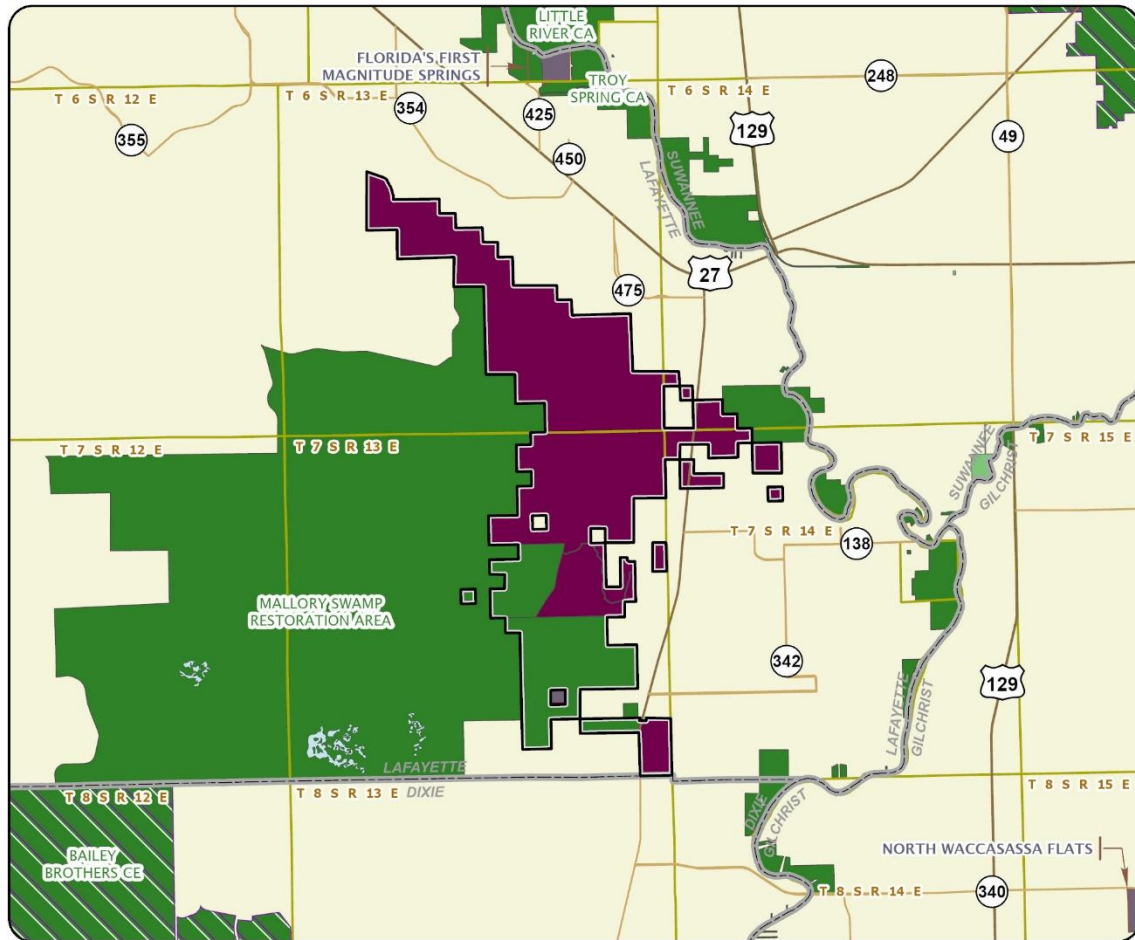 LITTLE
RIVER CA
FLORIDA'S FIRST
MAGNITUDE SPRINGS
TROY
SPRING CA
248
T 6 S R 12 E
T 6 S R 13 E
T 6 S R 14 E
354
425
355
129
49
450
SUWANNEE
LAFAYETTE
27
475
T 7 S R 12 E
T 7 S R 13 E
T 7 S R 15 E
SUWANNEE
GILCHRIST
T 7 S R 14 E
138
MALLORY SWAMP
RESTORATION AREA
342
129
LAFAYETTE
GILCHRIST
LAFAYETTE
DIXIE
T 8 S R 12 E
T 8 S R 13 E
T 8 S R 15 E
DIXIE
GILCHRIST
BAILEY
BROTHERS CE
NORTH WACCASASSA FLATS
T 8 S R 14 E
340